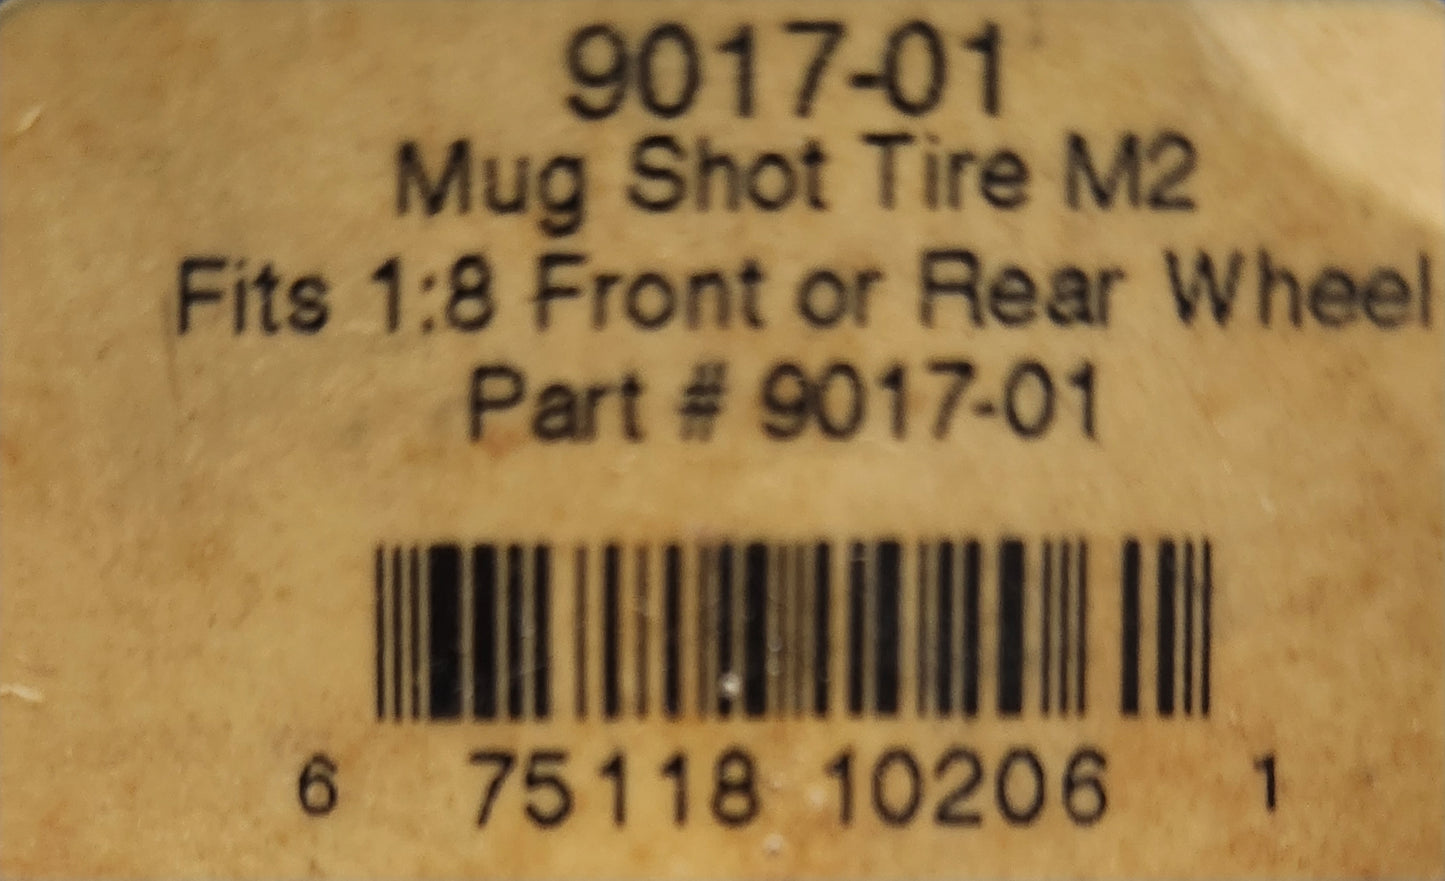 9017-01
Mug Shot Tire M2
Fits 1:8 Front or Rear Wheel
Part # 9017-01
6 75118 10206 1